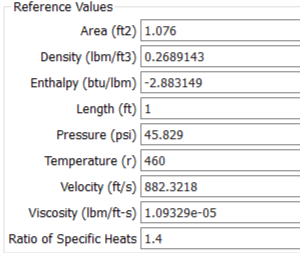 Reference Values
Area (ft2) 1.076
Density (lbm/ft3) 0.2689143
Enthalpy (btu/lbm) -2.883149
Length (ft) 1
Pressure (psi) 45.829
Temperature (r) 460
Velocity (ft/s) 882.3218
Viscosity (lbm/ft-s) 1.09329e-05
Ratio of Specific Heats 1.4